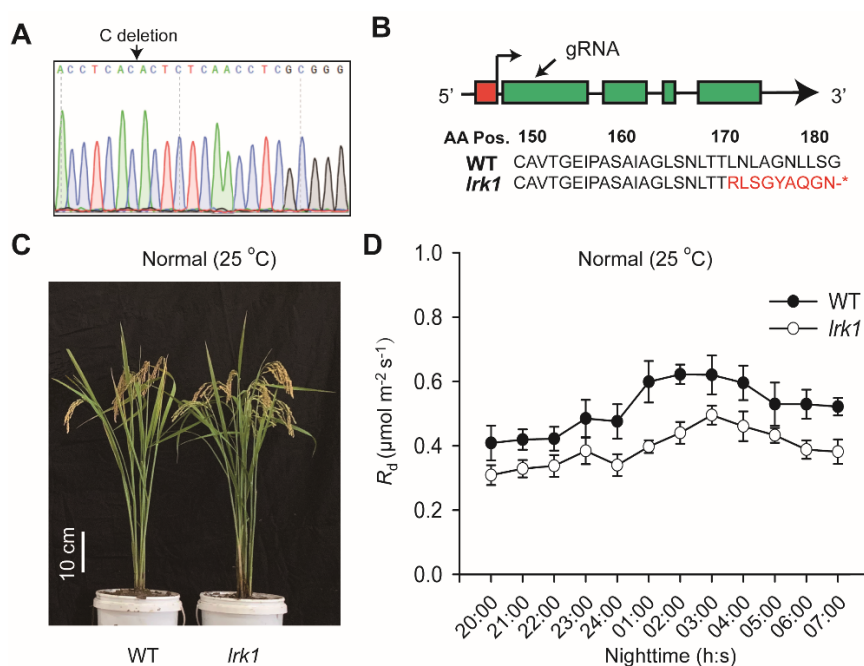 A
C deletion
ACCTCACACTCTCAACCTCGCGGG
B
gRNA
5’
3’
AA Pos. 150 160 170 180
WT CAVTGEIPASAIAGLSNLTTLNLAGNLLSG
lrk1 CAVTGEIPASAIAGLSNLTTRLSGYAQGN-*
C
Normal (25 °C)
10 cm
WT lrk1
D
Normal (25 °C)
WT
lrk1
Rd (µmol m-2 s-1)
1.0
0.8
0.6
0.4
0.2
0.0
20:00 21:00 22:00 23:00 24:00 01:00 02:00 03:00 04:00 05:00 06:00 07:00
Nighttime (h:s)